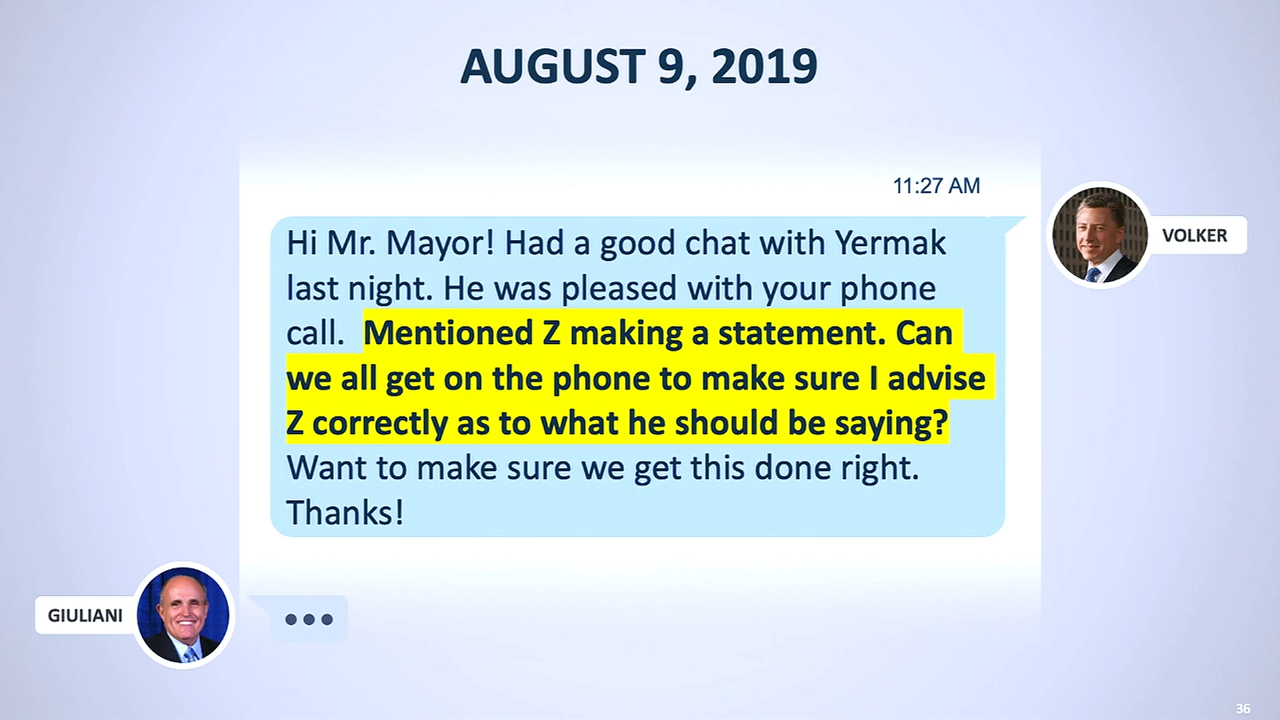 AUGUST 9, 2019
11:27 AM
VOLKER
Hi Mr. Mayor! Had a good chat with Yermak
last night. He was pleased with your phone
call. Mentioned Z making a statement. Can
we all get on the phone to make sure I advise
Z correctly as to what he should be saying?
Want to make sure we get this done right.
Thanks!
GIULIANI
36